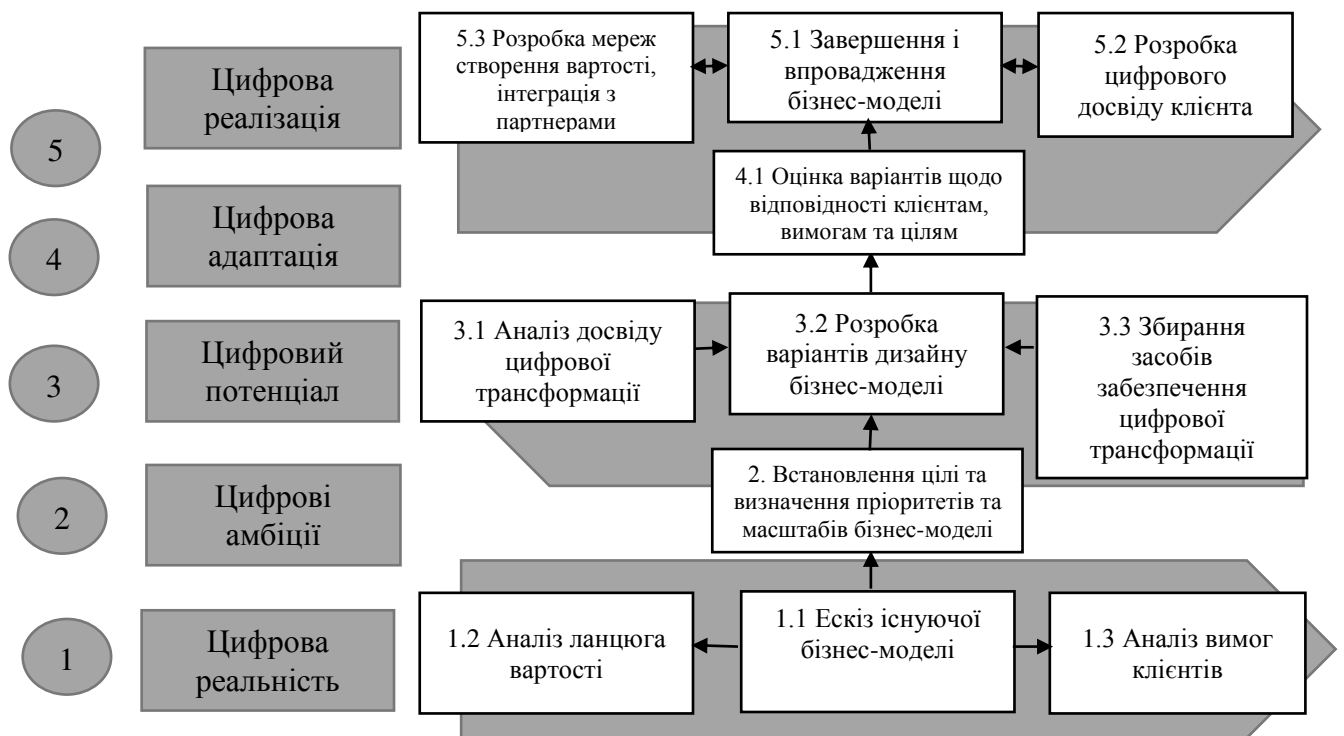 5
Цифрова
реалізація
5.3 Розробка мереж
створення вартості,
інтеграція з
партнерами
5.1 Завершення і
впровадження
бізнес-моделі
5.2 Розробка
цифрового
досвіду клієнта
4
Цифрова
адаптація
4.1 Оцінка варіантів щодо
відповідності клієнтам,
вимогам та цілям
3
Цифровий
потенціал
3.1 Аналіз досвіду
цифрової
трансформації
3.2 Розробка
варіантів дизайну
бізнес-моделі
3.3 Збирання
засобів
забезпечення
цифрової
трансформації
2
Цифрові
амбіції
2. Встановлення цілі та
визначення пріоритетів та
масштабів бізнес-моделі
1
Цифрова
реальність
1.2 Аналіз ланцюга
вартості
1.1 Ескіз існуючої
бізнес-моделі
1.3 Аналіз вимог
клієнтів